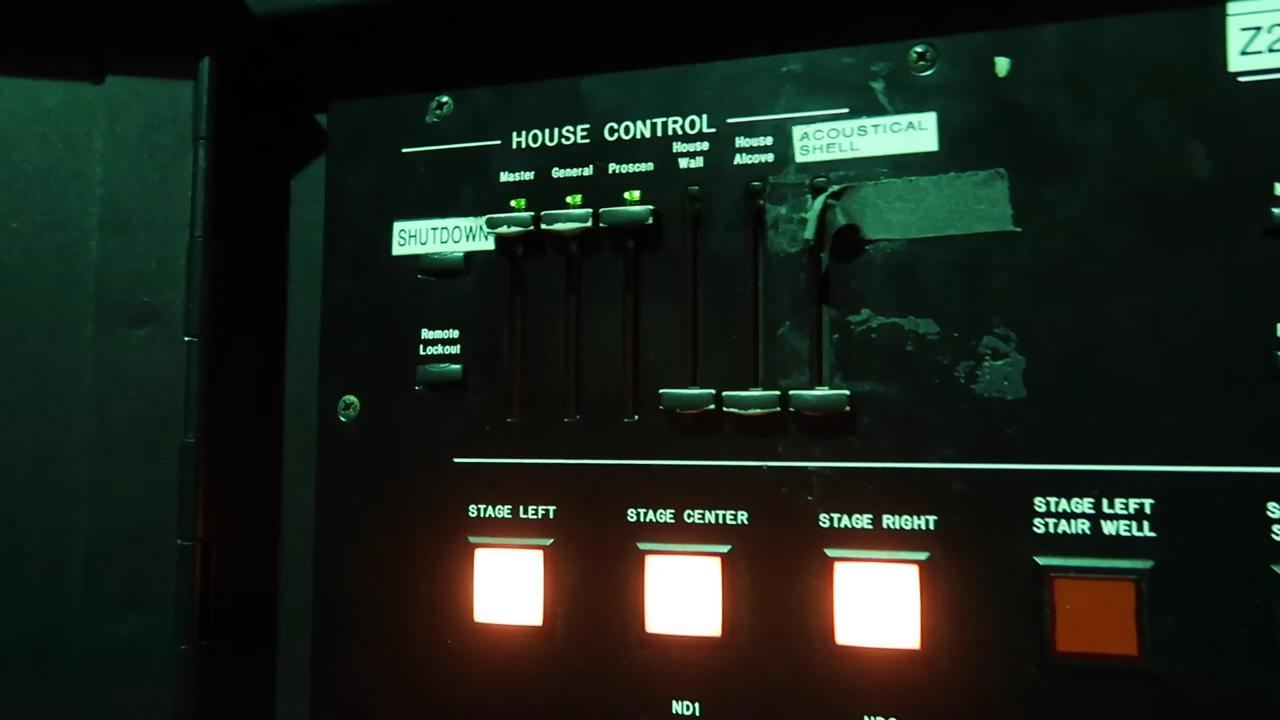 Z2
HOUSE CONTROL
Master
General
Proscen
House
Wall
House
Alcove
ACOUSTICAL
SHELL
SHUTDOWN
Remote
Lockout
STAGE LEFT
STAGE CENTER
STAGE RIGHT
STAGE LEFT
STAIR WELL
S
S
ND1